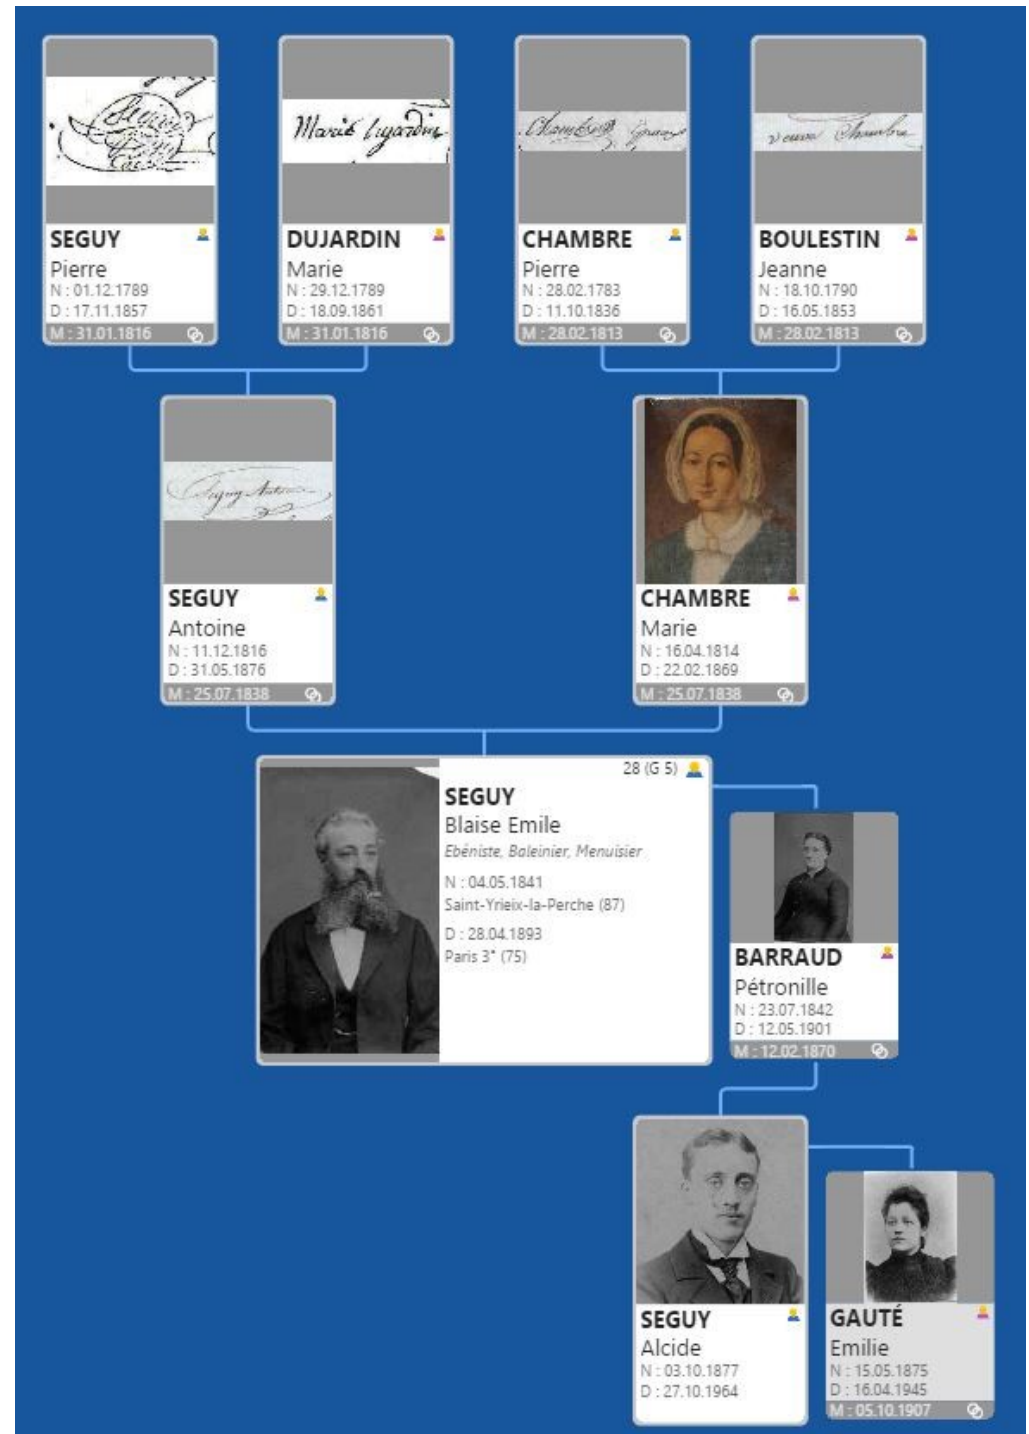 Marie Dujardin
Chambre
veuve Chambre
SEGUY
Pierre
N : 01.12.1789
D : 17.11.1857
M : 31.01.1816
DUJARDIN
Marie
N : 29.12.1789
D : 18.09.1861
M : 31.01.1816
CHAMBRE
Pierre
N : 28.02.1783
D : 11.10.1836
M : 28.02.1813
BOULESTIN
Jeanne
N : 18.10.1790
D : 16.05.1853
M : 28.02.1813
Seguy Antoine
SEGUY
Antoine
N : 11.12.1816
D : 31.05.1876
M : 25.07.1838
CHAMBRE
Marie
N : 16.04.1814
D : 22.02.1869
M : 25.07.1838
28 (G 5)
SEGUY
Blaise Emile
Ebéniste, Baleinier, Menuisier
N : 04.05.1841
Saint-Yrieix-la-Perche (87)
D : 28.04.1893
Paris 3° (75)
BARRAUD
Pétronille
N : 23.07.1842
D : 12.05.1901
M : 12.02.1870
SEGUY
Alcide
N : 03.10.1877
D : 27.10.1964
GAUTÉ
Emilie
N : 15.05.1875
D : 16.04.1945
M : 05.10.1907